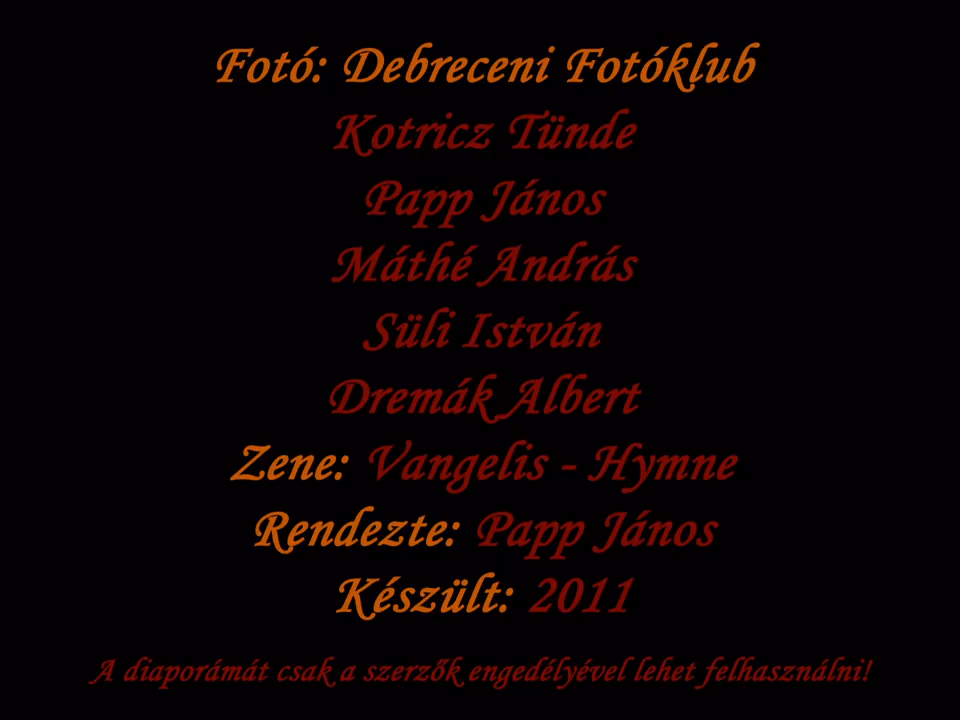 Fotó: Debreceni Fotóklub
Kotricz Tünde
Papp János
Máthé András
Süli István
Dremák Albert
Zene: Vangelis - Hymne
Rendezte: Papp János
Készült: 2011
A diaporámát csak a szerzők engedélyével lehet felhasználni!